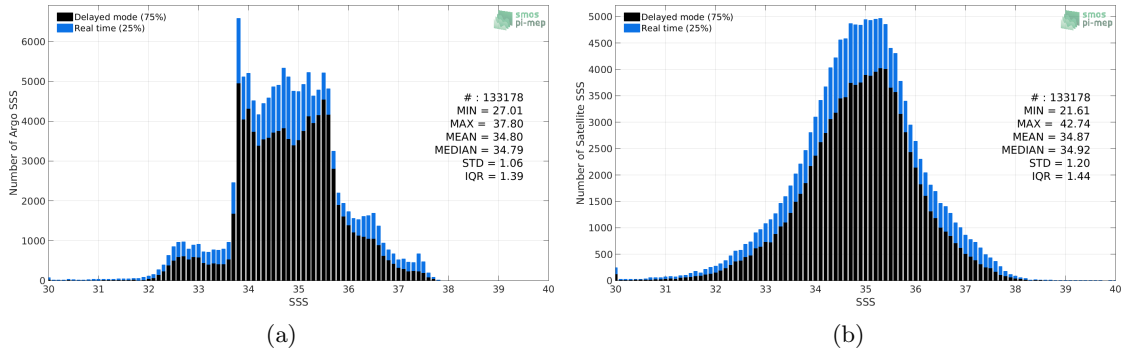 Delayed mode (75%)
Real time (25%)
smos
pi-mep
6000
5000
4000
3000
2000
1000
0
Number of Argo SSS
# : 133178
MIN = 27.01
MAX = 37.80
MEAN = 34.80
MEDIAN = 34.79
STD = 1.06
IQR = 1.39
30 31 32 33 34 35 36 37 38 39 40
SSS
(a)
Delayed mode (75%)
Real time (25%)
smos
pi-mep
5000
4500
4000
3500
3000
2500
2000
1500
1000
500
0
Number of Satellite SSS
# : 133178
MIN = 21.61
MAX = 42.74
MEAN = 34.87
MEDIAN = 34.92
STD = 1.20
IQR = 1.44
30 31 32 33 34 35 36 37 38 39 40
SSS
(b)